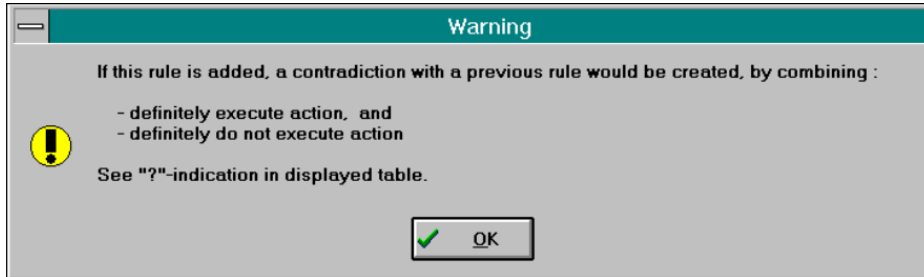 Warning
If this rule is added, a contradiction with a previous rule would be created, by combining :
- definitely execute action, and
- definitely do not execute action
See "?"-indication in displayed table.
OK